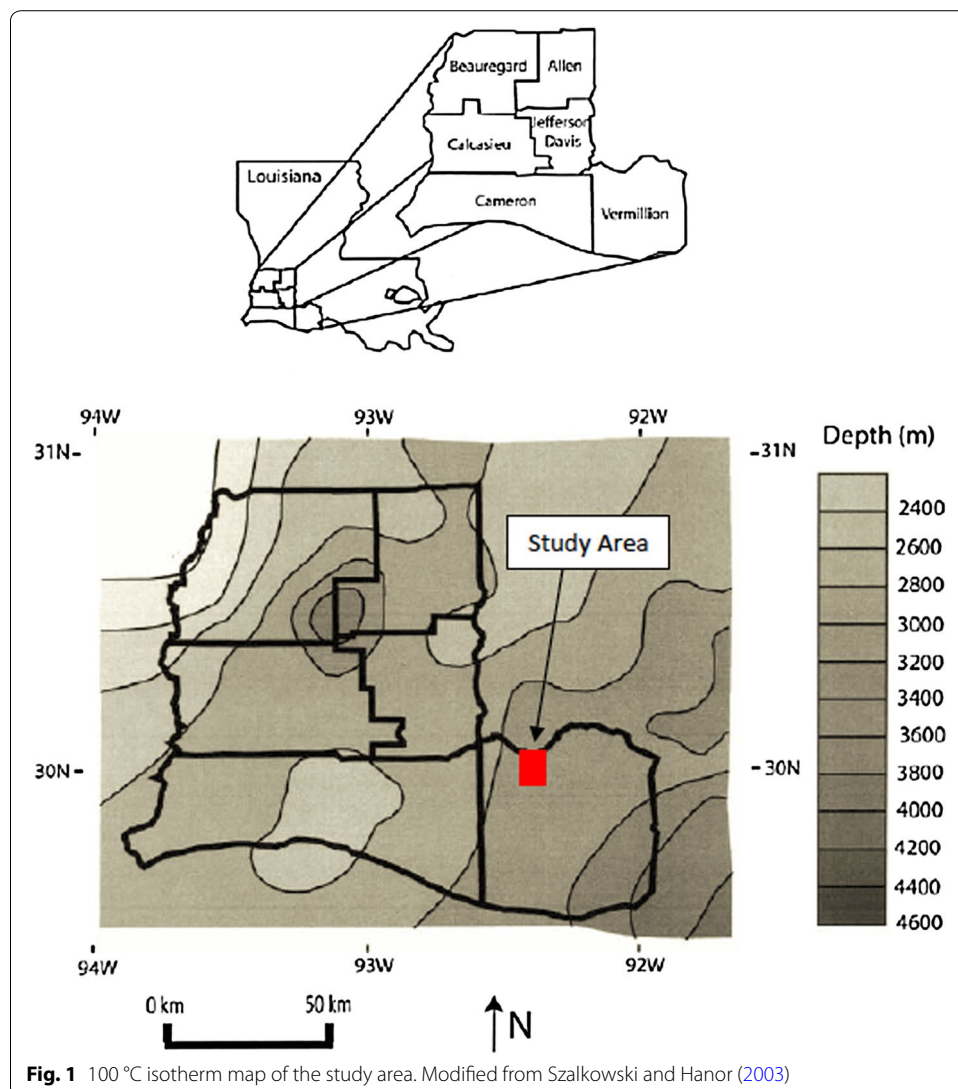 Beauregard
Allen
Jefferson
Davis
Calcasieu
Louisiana
Cameron
Vermillion
94W
93W
92W
31N
31N
Depth (m)
2400
2600
2800
3000
3200
3400
3600
3800
4000
4200
4400
4600
Study Area
30N
30N
94W
93W
92W
0 km
50 km
N
Fig. 1 100 °C isotherm map of the study area. Modified from Szalkowski and Hanor (2003)